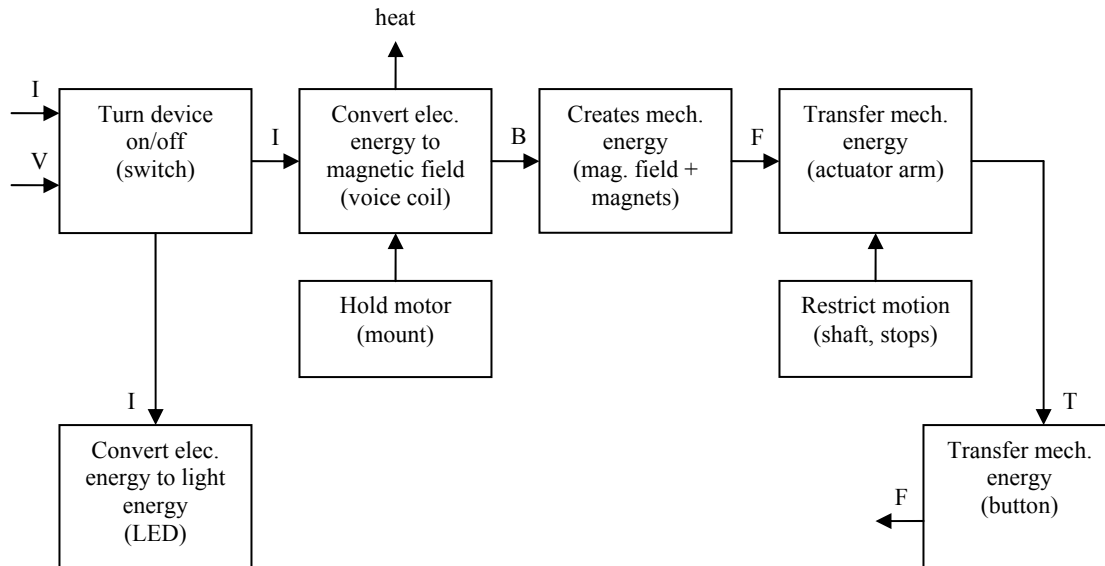 heat
I
V
Turn device
on/off
(switch)
I
Convert elec.
energy to
magnetic field
(voice coil)
B
Creates mech.
energy
(mag. field +
magnets)
F
Transfer mech.
energy
(actuator arm)
Hold motor
(mount)
Restrict motion
(shaft, stops)
I
T
Convert elec.
energy to light
energy
(LED)
F
Transfer mech.
energy
(button)